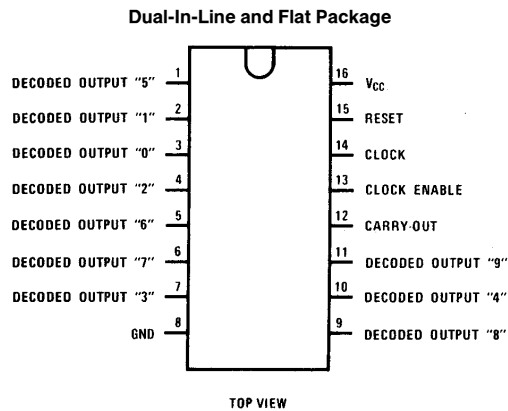 Dual-In-Line and Flat Package
DECODED OUTPUT "5" 1 16 VCC
DECODED OUTPUT "1" 2 15 RESET
DECODED OUTPUT "0" 3 14 CLOCK
DECODED OUTPUT "2" 4 13 CLOCK ENABLE
DECODED OUTPUT "6" 5 12 CARRY-OUT
DECODED OUTPUT "7" 6 11 DECODED OUTPUT "9"
DECODED OUTPUT "3" 7 10 DECODED OUTPUT "4"
GND 8 9 DECODED OUTPUT "8"
TOP VIEW